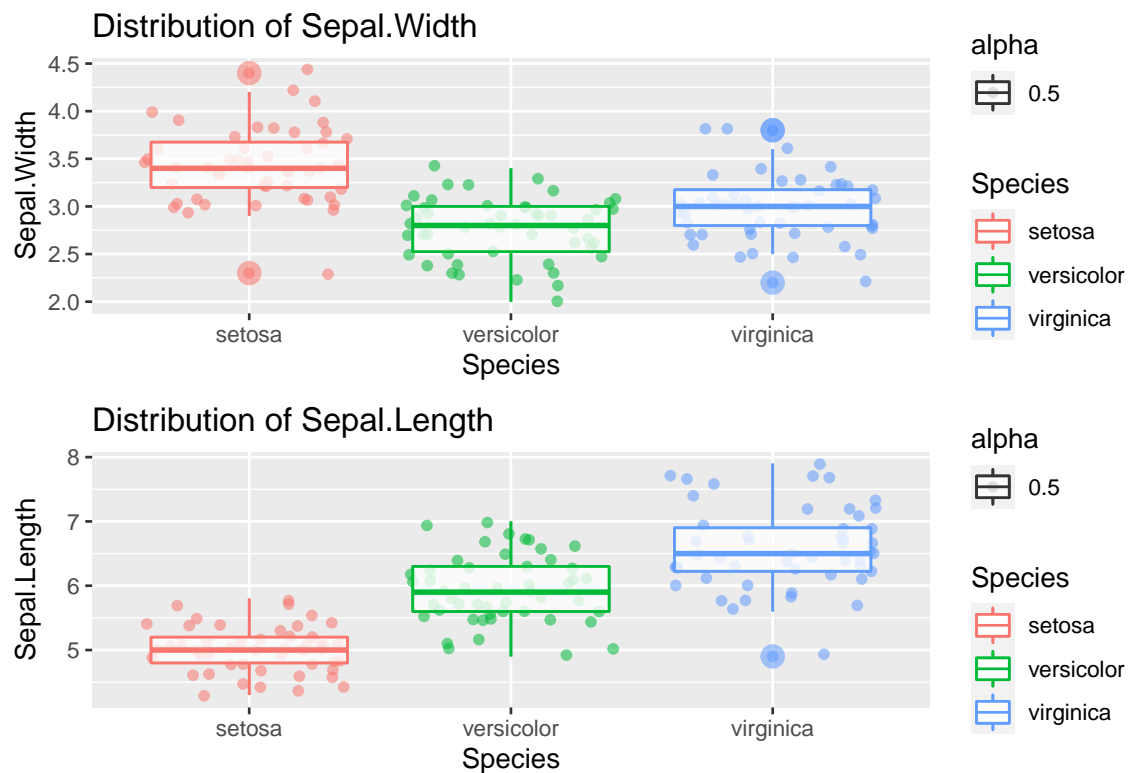 Distribution of Sepal.Width
Sepal.Width
4.5
4.0
3.5
3.0
2.5
2.0
setosa
versicolor
virginica
Species
alpha
0.5
Species
setosa
versicolor
virginica
Distribution of Sepal.Length
Sepal.Length
8
7
6
5
setosa
versicolor
virginica
Species
alpha
0.5
Species
setosa
versicolor
virginica